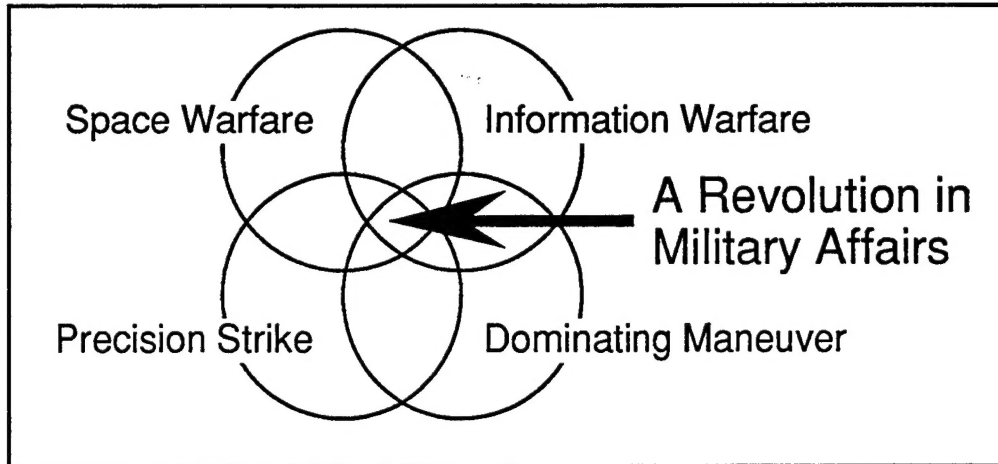 Space Warfare
Information Warfare
A Revolution in
Military Affairs
Precision Strike
Dominating Maneuver